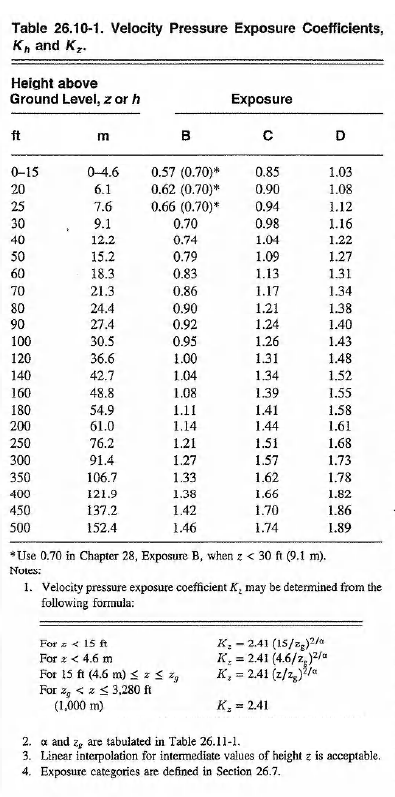 Table 26.10-1. Velocity Pressure Exposure Coefficients,
K_h and K_z.
Height above
Ground Level, z or h Exposure
ft m B C D
0–15 0–4.6 0.57 (0.70)* 0.85 1.03
20 6.1 0.62 (0.70)* 0.90 1.08
25 7.6 0.66 (0.70)* 0.94 1.12
30 9.1 0.70 0.98 1.16
40 12.2 0.74 1.04 1.22
50 15.2 0.79 1.09 1.27
60 18.3 0.83 1.13 1.31
70 21.3 0.86 1.17 1.34
80 24.4 0.90 1.21 1.38
90 27.4 0.92 1.24 1.40
100 30.5 0.95 1.26 1.43
120 36.6 1.00 1.31 1.48
140 42.7 1.04 1.34 1.52
160 48.8 1.08 1.39 1.55
180 54.9 1.11 1.41 1.58
200 61.0 1.14 1.44 1.61
250 76.2 1.21 1.51 1.68
300 91.4 1.27 1.57 1.73
350 106.7 1.33 1.62 1.78
400 121.9 1.38 1.66 1.82
450 137.2 1.42 1.70 1.86
500 152.4 1.46 1.74 1.89
*Use 0.70 in Chapter 28, Exposure B, when z < 30 ft (9.1 m).
Notes:
1. Velocity pressure exposure coefficient K_z may be determined from the
following formula:
For z < 15 ft K_z = 2.41 (15/z_g)^2/α
For z < 4.6 m K_z = 2.41 (4.6/z_g)^2/α
For 15 ft (4.6 m) ≤ z ≤ z_g K_z = 2.41 (z/z_g)^2/α
For z_g < z ≤ 3,280 ft
(1,000 m) K_z = 2.41
2. α and z_g are tabulated in Table 26.11-1.
3. Linear interpolation for intermediate values of height z is acceptable.
4. Exposure categories are defined in Section 26.7.